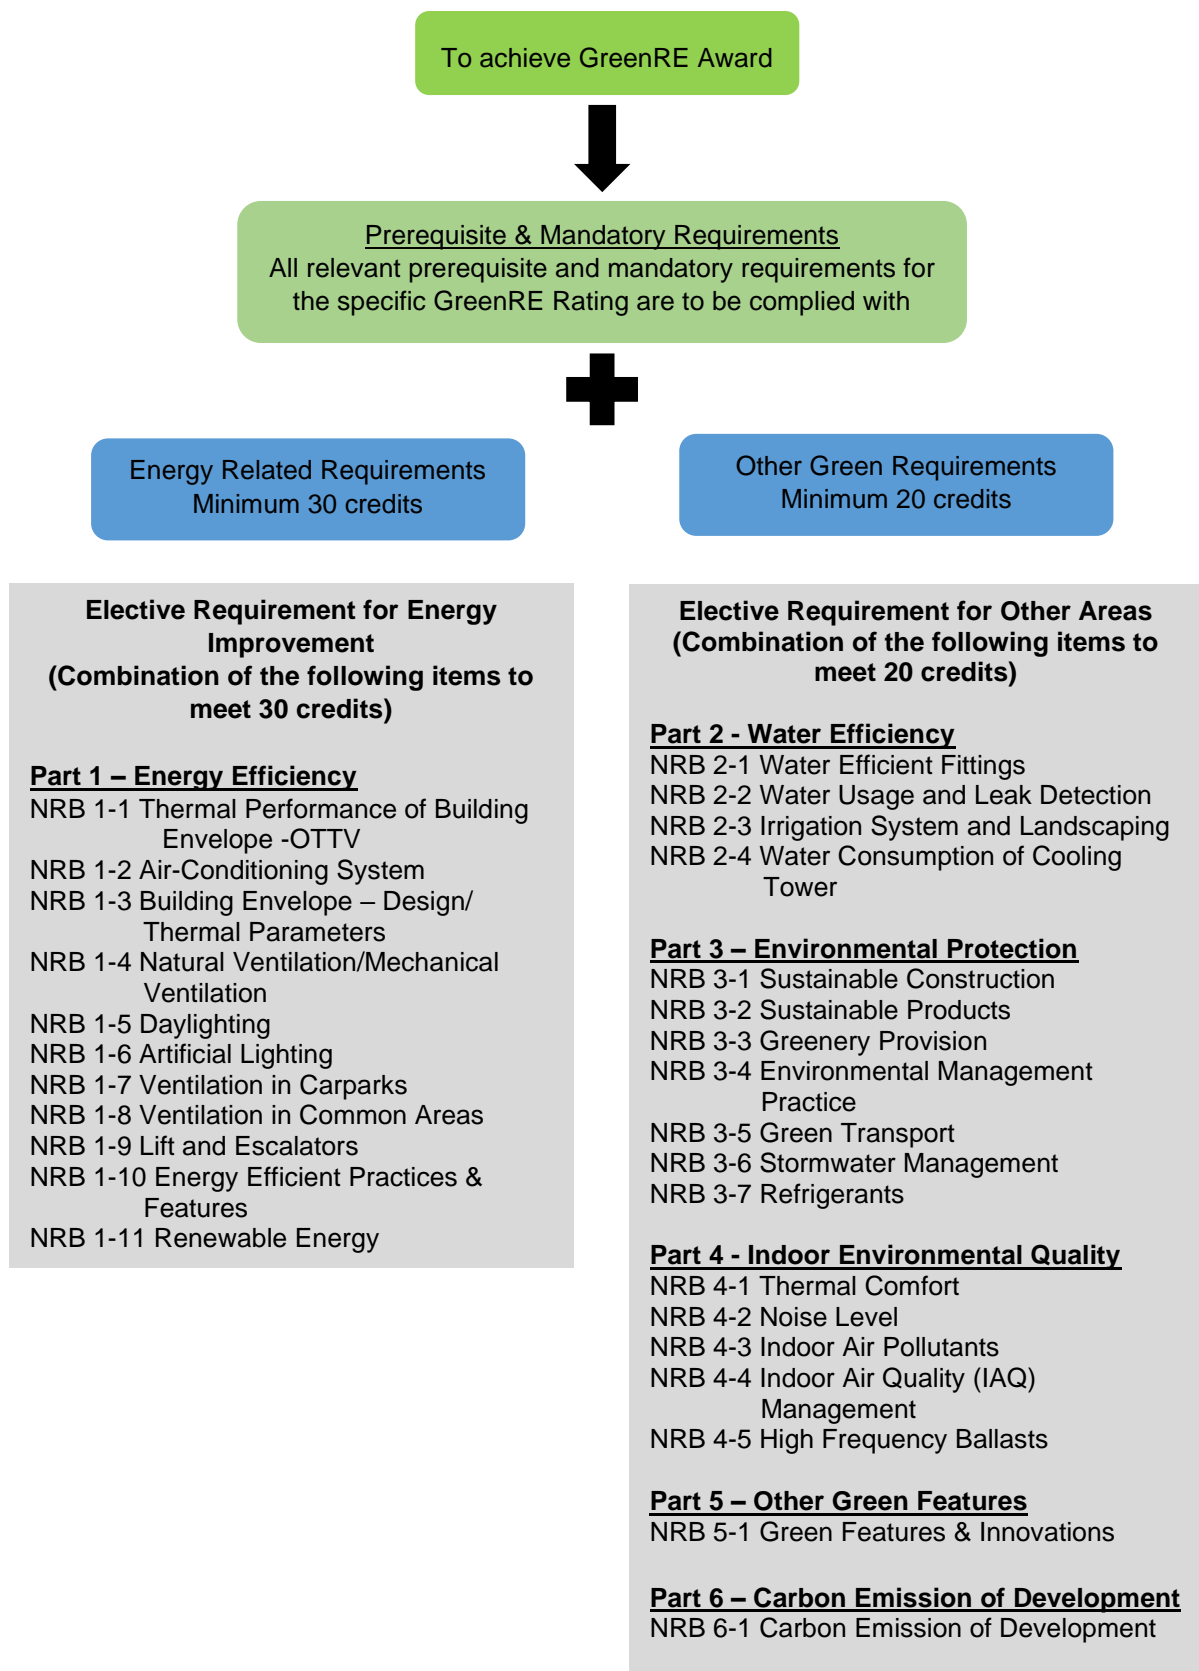 To achieve GreenRE Award
Prerequisite & Mandatory Requirements
All relevant prerequisite and mandatory requirements for
the specific GreenRE Rating are to be complied with
Energy Related Requirements
Minimum 30 credits
Other Green Requirements
Minimum 20 credits
Elective Requirement for Energy
Improvement
(Combination of the following items to
meet 30 credits)
Part 1 – Energy Efficiency
NRB 1-1 Thermal Performance of Building
Envelope -OTTV
NRB 1-2 Air-Conditioning System
NRB 1-3 Building Envelope – Design/
Thermal Parameters
NRB 1-4 Natural Ventilation/Mechanical
Ventilation
NRB 1-5 Daylighting
NRB 1-6 Artificial Lighting
NRB 1-7 Ventilation in Carparks
NRB 1-8 Ventilation in Common Areas
NRB 1-9 Lift and Escalators
NRB 1-10 Energy Efficient Practices &
Features
NRB 1-11 Renewable Energy
Elective Requirement for Other Areas
(Combination of the following items to
meet 20 credits)
Part 2 - Water Efficiency
NRB 2-1 Water Efficient Fittings
NRB 2-2 Water Usage and Leak Detection
NRB 2-3 Irrigation System and Landscaping
NRB 2-4 Water Consumption of Cooling
Tower
Part 3 – Environmental Protection
NRB 3-1 Sustainable Construction
NRB 3-2 Sustainable Products
NRB 3-3 Greenery Provision
NRB 3-4 Environmental Management
Practice
NRB 3-5 Green Transport
NRB 3-6 Stormwater Management
NRB 3-7 Refrigerants
Part 4 - Indoor Environmental Quality
NRB 4-1 Thermal Comfort
NRB 4-2 Noise Level
NRB 4-3 Indoor Air Pollutants
NRB 4-4 Indoor Air Quality (IAQ)
Management
NRB 4-5 High Frequency Ballasts
Part 5 – Other Green Features
NRB 5-1 Green Features & Innovations
Part 6 – Carbon Emission of Development
NRB 6-1 Carbon Emission of Development